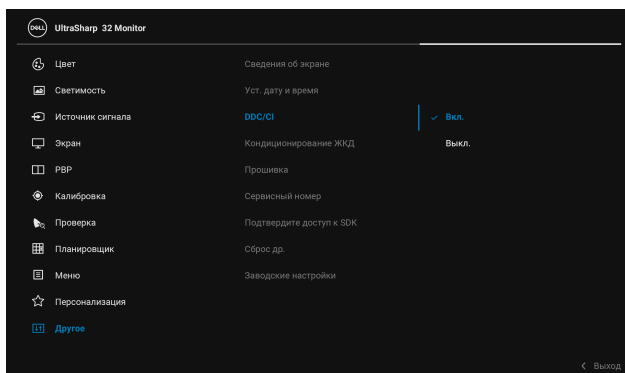 DELL UltraSharp 32 Monitor
Цвет
Сведения об экране
Светимость
Уст. дату и время
Источник сигнала
DDC/CI
Вкл.
Экран
Кондиционирование ЖКД
Выкл.
PBP
Прошивка
Калибровка
Сервисный номер
Проверка
Подтвердите доступ к SDK
Планировщик
Сброс др.
Меню
Заводские настройки
Персонализация
Другое
Выход